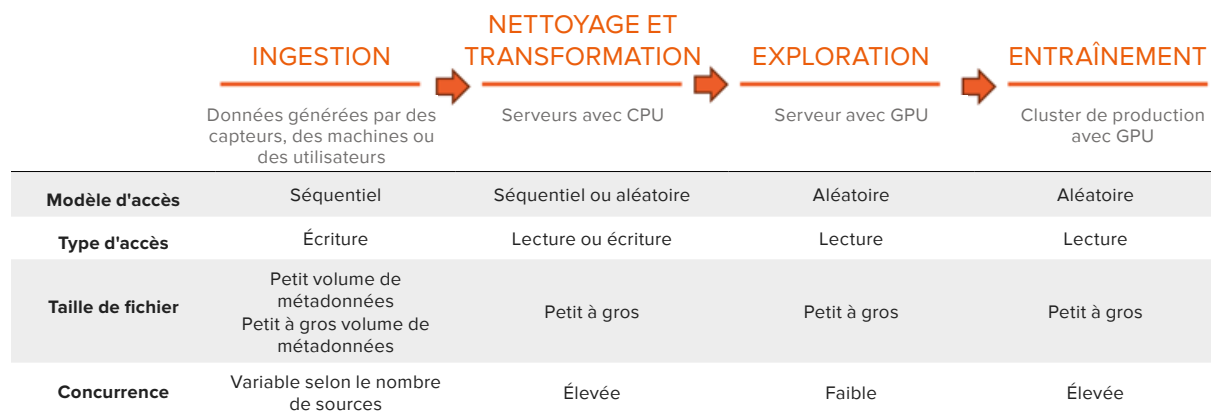 INGESTION
NETTOYAGE ET
TRANSFORMATION
EXPLORATION
ENTRAÎNEMENT
Données générées par des
capteurs, des machines ou
des utilisateurs
Serveurs avec CPU
Serveur avec GPU
Cluster de production
avec GPU
Modèle d'accès
Séquentiel
Séquentiel ou aléatoire
Aléatoire
Aléatoire
Type d'accès
Écriture
Lecture ou écriture
Lecture
Lecture
Taille de fichier
Petit volume de
métadonnées
Petit à gros volume de
métadonnées
Petit à gros
Petit à gros
Petit à gros
Concurrence
Variable selon le nombre
de sources
Élevée
Faible
Élevée